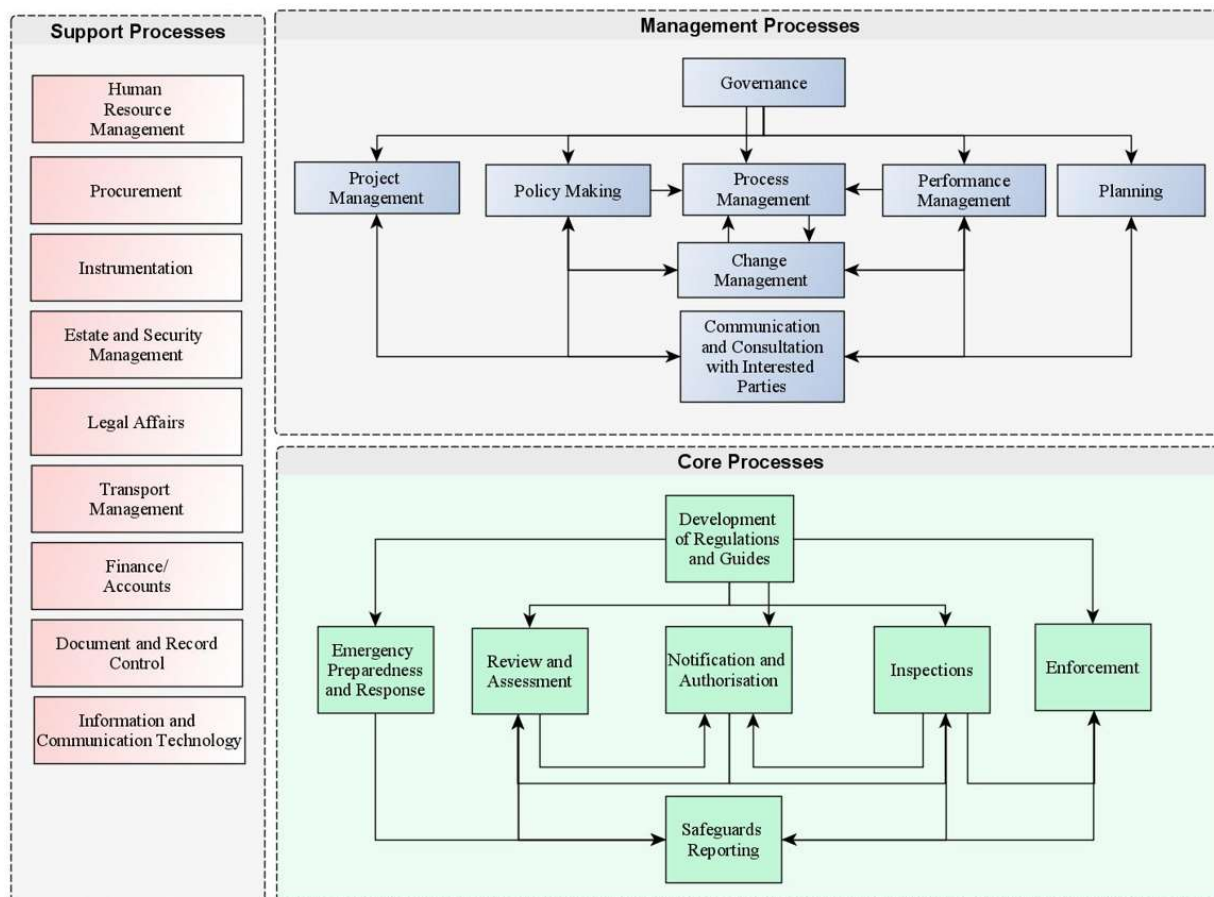 Support Processes
Human
Resource
Management
Procurement
Instrumentation
Estate and Security
Management
Legal Affairs
Transport
Management
Finance/
Accounts
Document and Record
Control
Information and
Communication Technology
Management Processes
Governance
Project
Management
Policy Making
Process
Management
Performance
Management
Planning
Change
Management
Communication
and Consultation
with Interested
Parties
Core Processes
Development
of Regulations
and Guides
Emergency
Preparedness
and Response
Review and
Assessment
Notification and
Authorisation
Inspections
Enforcement
Safeguards
Reporting